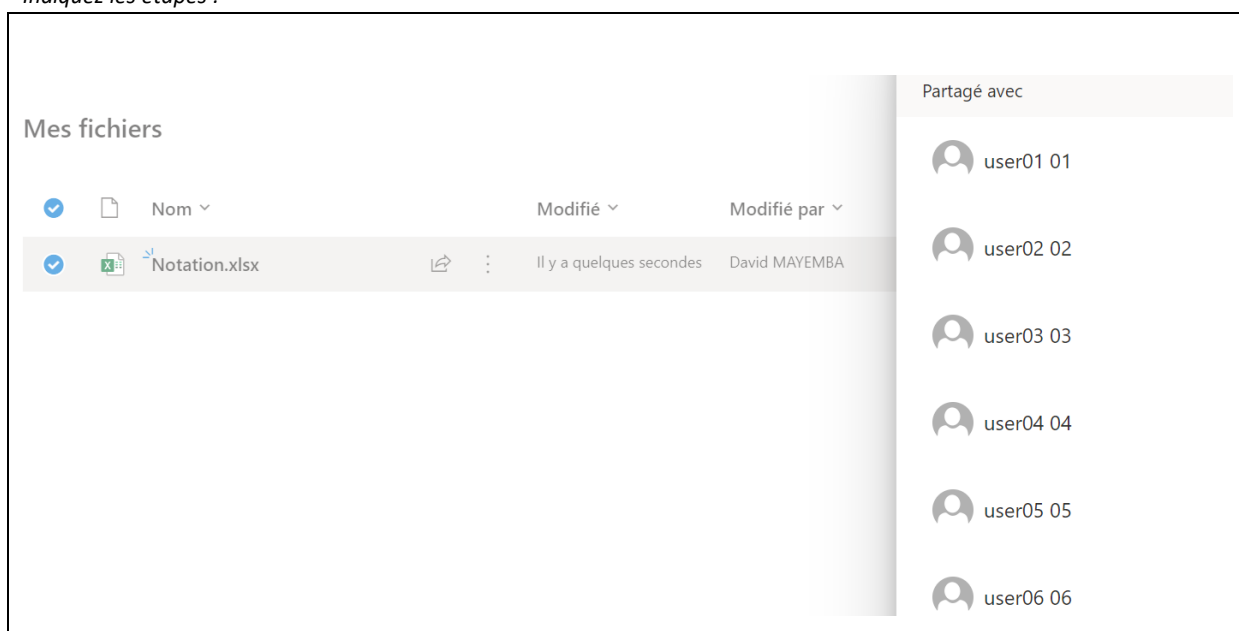 Indiquez les étapes :
Partagé avec
Mes fichiers
user01 01
Nom Modifié Modifié par
user02 02
Notation.xlsx Il y a quelques secondes David MAYEMBA
user03 03
user04 04
user05 05
user06 06